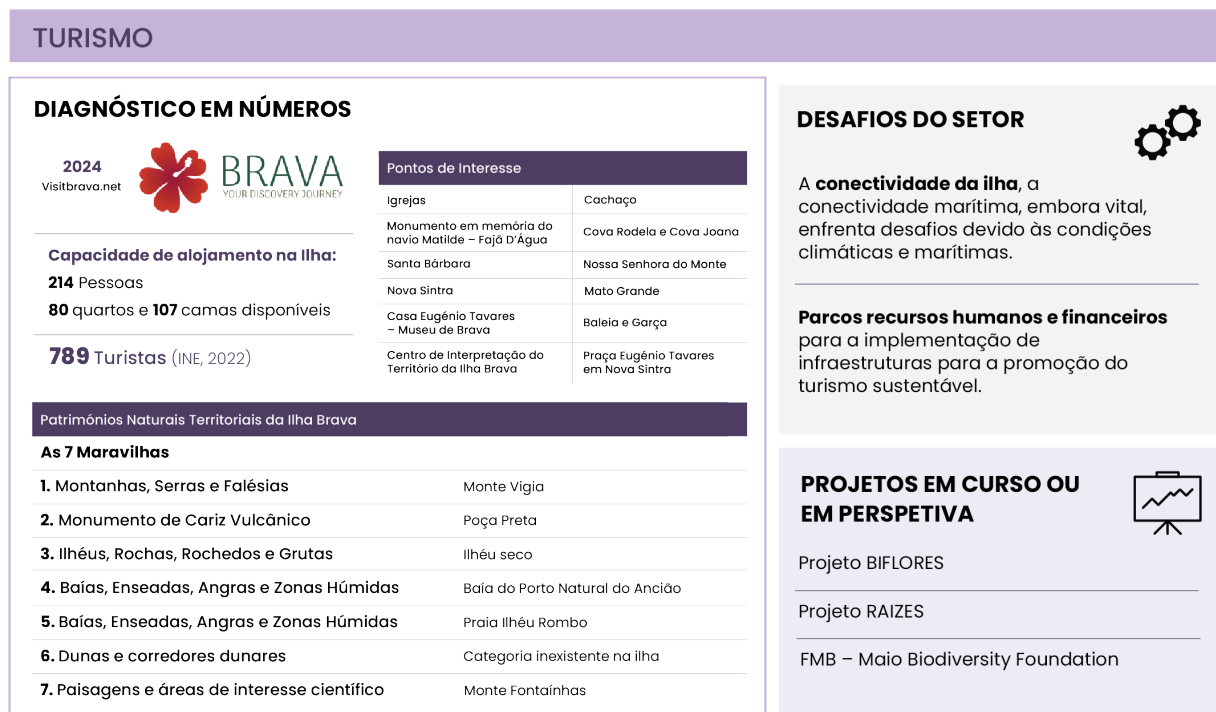 TURISMO
DIAGNÓSTICO EM NÚMEROS
2024
Visitbrava.net
BRAVA
YOUR DISCOVERY JOURNEY
Capacidade de alojamento na Ilha:
214 Pessoas
80 quartos e 107 camas disponíveis
789 Turistas (INE, 2022)
Pontos de Interesse
Igrejas
Cachaço
Monumento em memória do
navio Matilde – Fajã D'Água
Cova Rodela e Cova Joana
Santa Bárbara
Nossa Senhora do Monte
Nova Sintra
Mato Grande
Casa Eugénio Tavares
– Museu de Brava
Baleia e Garça
Centro de Interpretação do
Território da Ilha Brava
Praça Eugénio Tavares
em Nova Sintra
Patrimónios Naturais Territoriais da Ilha Brava
As 7 Maravilhas
1. Montanhas, Serras e Falésias
Monte Vigia
2. Monumento de Cariz Vulcânico
Poça Preta
3. Ilhéus, Rochas, Rochedos e Grutas
Ilhéu seco
4. Baías, Enseadas, Angras e Zonas Húmidas
Baía do Porto Natural do Ancião
5. Baías, Enseadas, Angras e Zonas Húmidas
Praia Ilhéu Rombo
6. Dunas e corredores dunares
Categoria inexistente na ilha
7. Paisagens e áreas de interesse científico
Monte Fontaínhas
DESAFIOS DO SETOR
A conectividade da ilha, a
conectividade marítima, embora vital,
enfrenta desafios devido às condições
climáticas e marítimas.
Parcos recursos humanos e financeiros
para a implementação de
infraestruturas para a promoção do
turismo sustentável.
PROJETOS EM CURSO OU
EM PERSPETIVA
Projeto BIFLORES
Projeto RAIZES
FMB – Maio Biodiversity Foundation